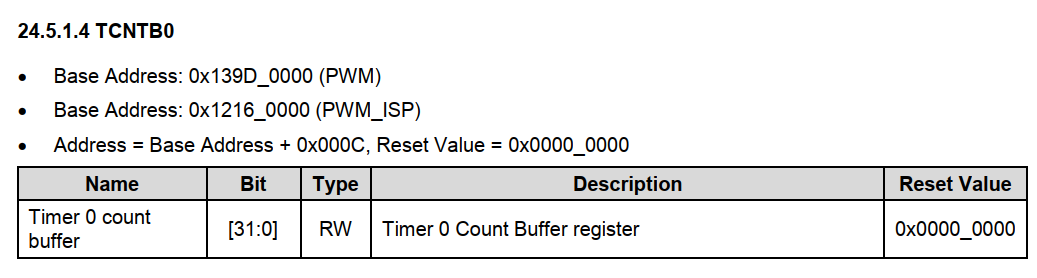 24.5.1.4 TCNTB0
• Base Address: 0x139D_0000 (PWM)
• Base Address: 0x1216_0000 (PWM_ISP)
• Address = Base Address + 0x000C, Reset Value = 0x0000_0000
Name Bit Type Description Reset Value
Timer 0 count
buffer [31:0] RW Timer 0 Count Buffer register 0x0000_0000